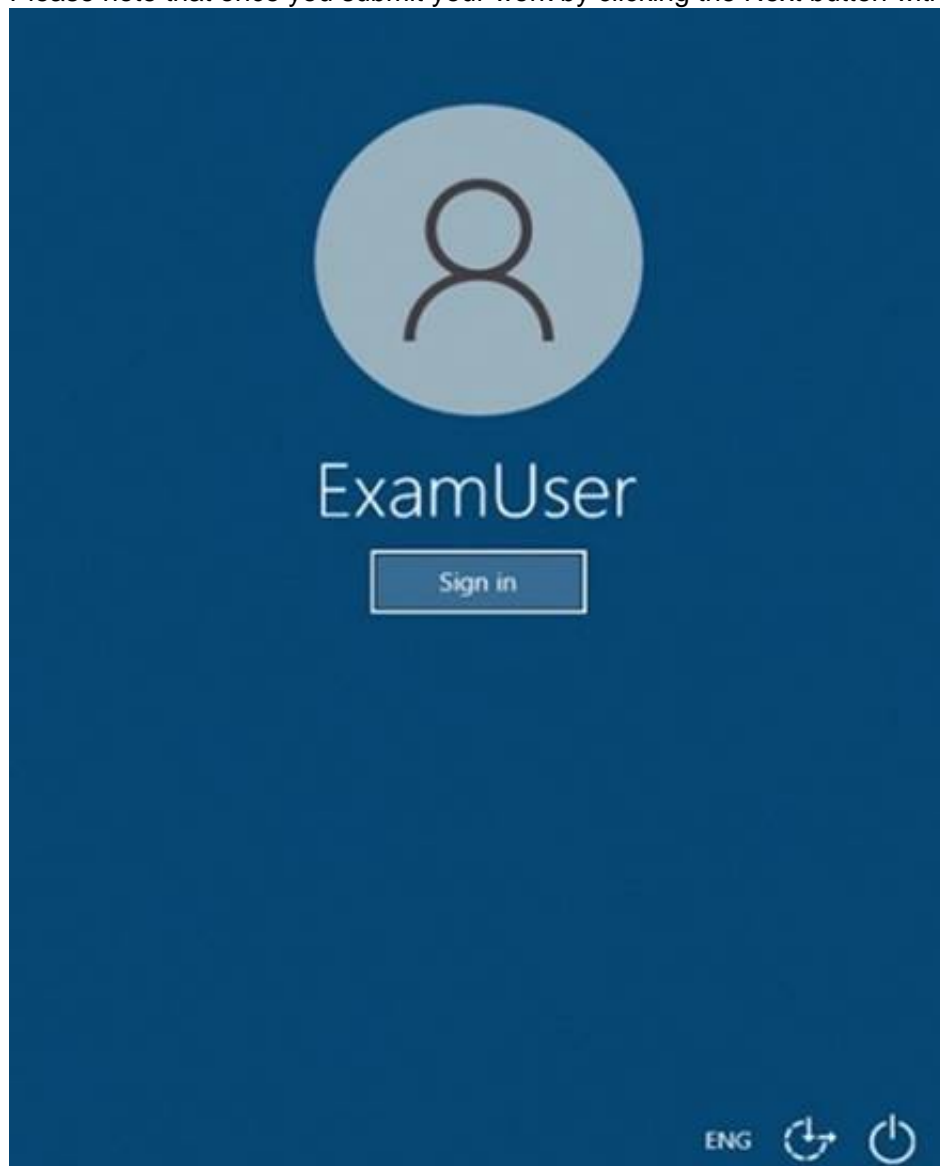 Please note that once you submit your work by clicking the Next button
ExamUser
Sign in
ENG